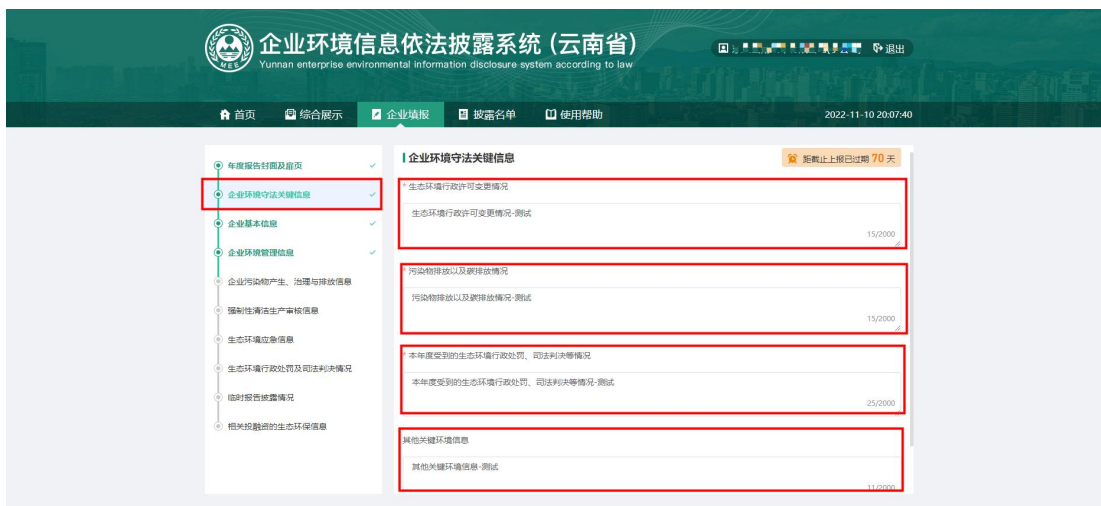 企业环境信息依法披露系统 (云南省)
Yunnan enterprise environmental information disclosure system according to law
MEE
退出
首页 综合展示 企业填报 披露名单 使用帮助 2022-11-10 20:07:40
年度报告封面及扉页
企业环境守法关键信息
企业基本信息
企业环境管理信息
企业污染物产生、治理与排放信息
强制性清洁生产审核信息
生态环境应急信息
生态环境行政处罚及司法判决情况
临时报告披露情况
相关投融资的生态环保信息
企业环境守法关键信息
距截止上报已过期 70 天
* 生态环境行政许可变更情况
生态环境行政许可变更情况-测试
15/2000
* 污染物排放以及碳排放情况
污染物排放以及碳排放情况-测试
15/2000
* 本年度受到的生态环境行政处罚、司法判决等情况
本年度受到的生态环境行政处罚、司法判决等情况-测试
25/2000
其他关键环境信息
其他关键环境信息-测试
11/2000